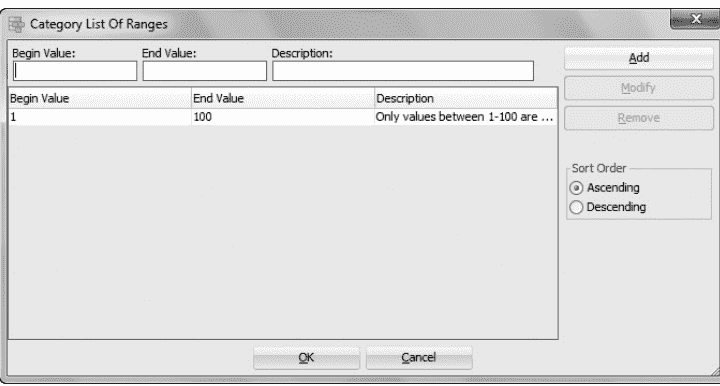 Category List Of Ranges
X
Begin Value: End Value: Description:
Add
Modify
Remove
Begin Value End Value Description
1 100 Only values between 1-100 are ...
Sort Order
Ascending
Descending
OK Cancel